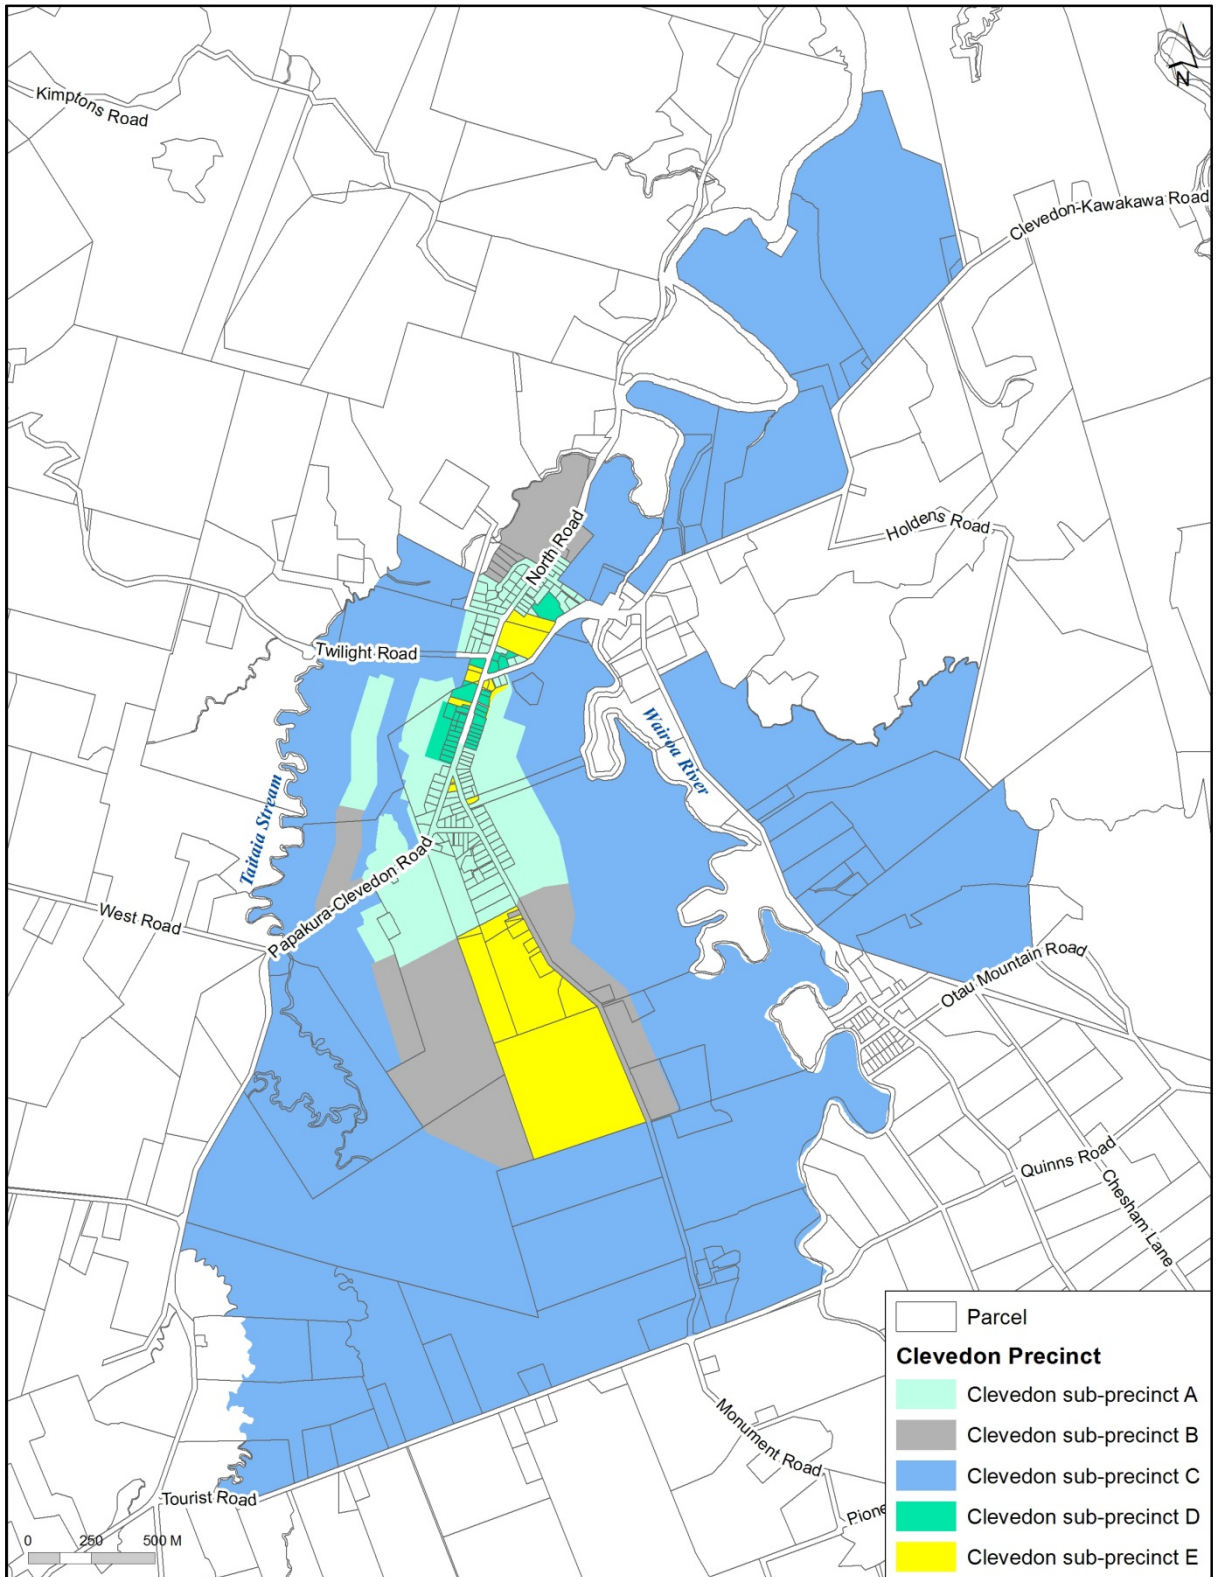 N
Kimptons Road
Clevedon-Kawakawa Road
Holdens Road
North Road
Twilight Road
Wairoa River
Taitaia Stream
Papakura-Clevedon Road
West Road
Otau Mountain Road
Quinns Road
Chesham Lane
Monument Road
Tourist Road
Pione
0 250 500 M
Parcel
Clevedon Precinct
Clevedon sub-precinct A
Clevedon sub-precinct B
Clevedon sub-precinct C
Clevedon sub-precinct D
Clevedon sub-precinct E